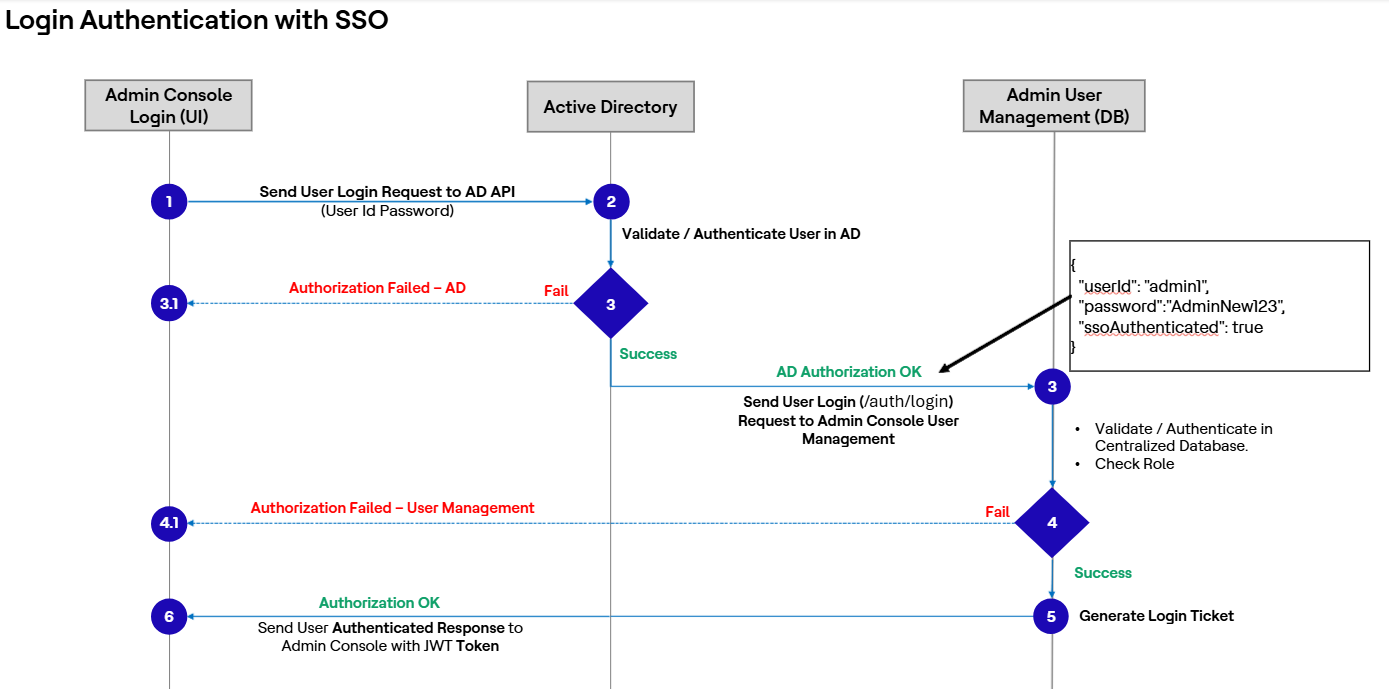 Login Authentication with SSO
Admin Console
Login (UI)
Active Directory
Admin User
Management (DB)
1
Send User Login Request to AD API
(User Id Password)
2
Validate / Authenticate User in AD
3.1
Authorization Failed – AD
Fail
3
{
"userId": "admin1",
"password":"AdminNew123",
"ssoAuthenticated": true
}
Success
AD Authorization OK
3
Send User Login (/auth/login)
Request to Admin Console User
Management
• Validate / Authenticate in
Centralized Database.
• Check Role
4.1
Authorization Failed – User Management
Fail
4
Success
6
Authorization OK
Send User Authenticated Response to
Admin Console with JWT Token
5
Generate Login Ticket